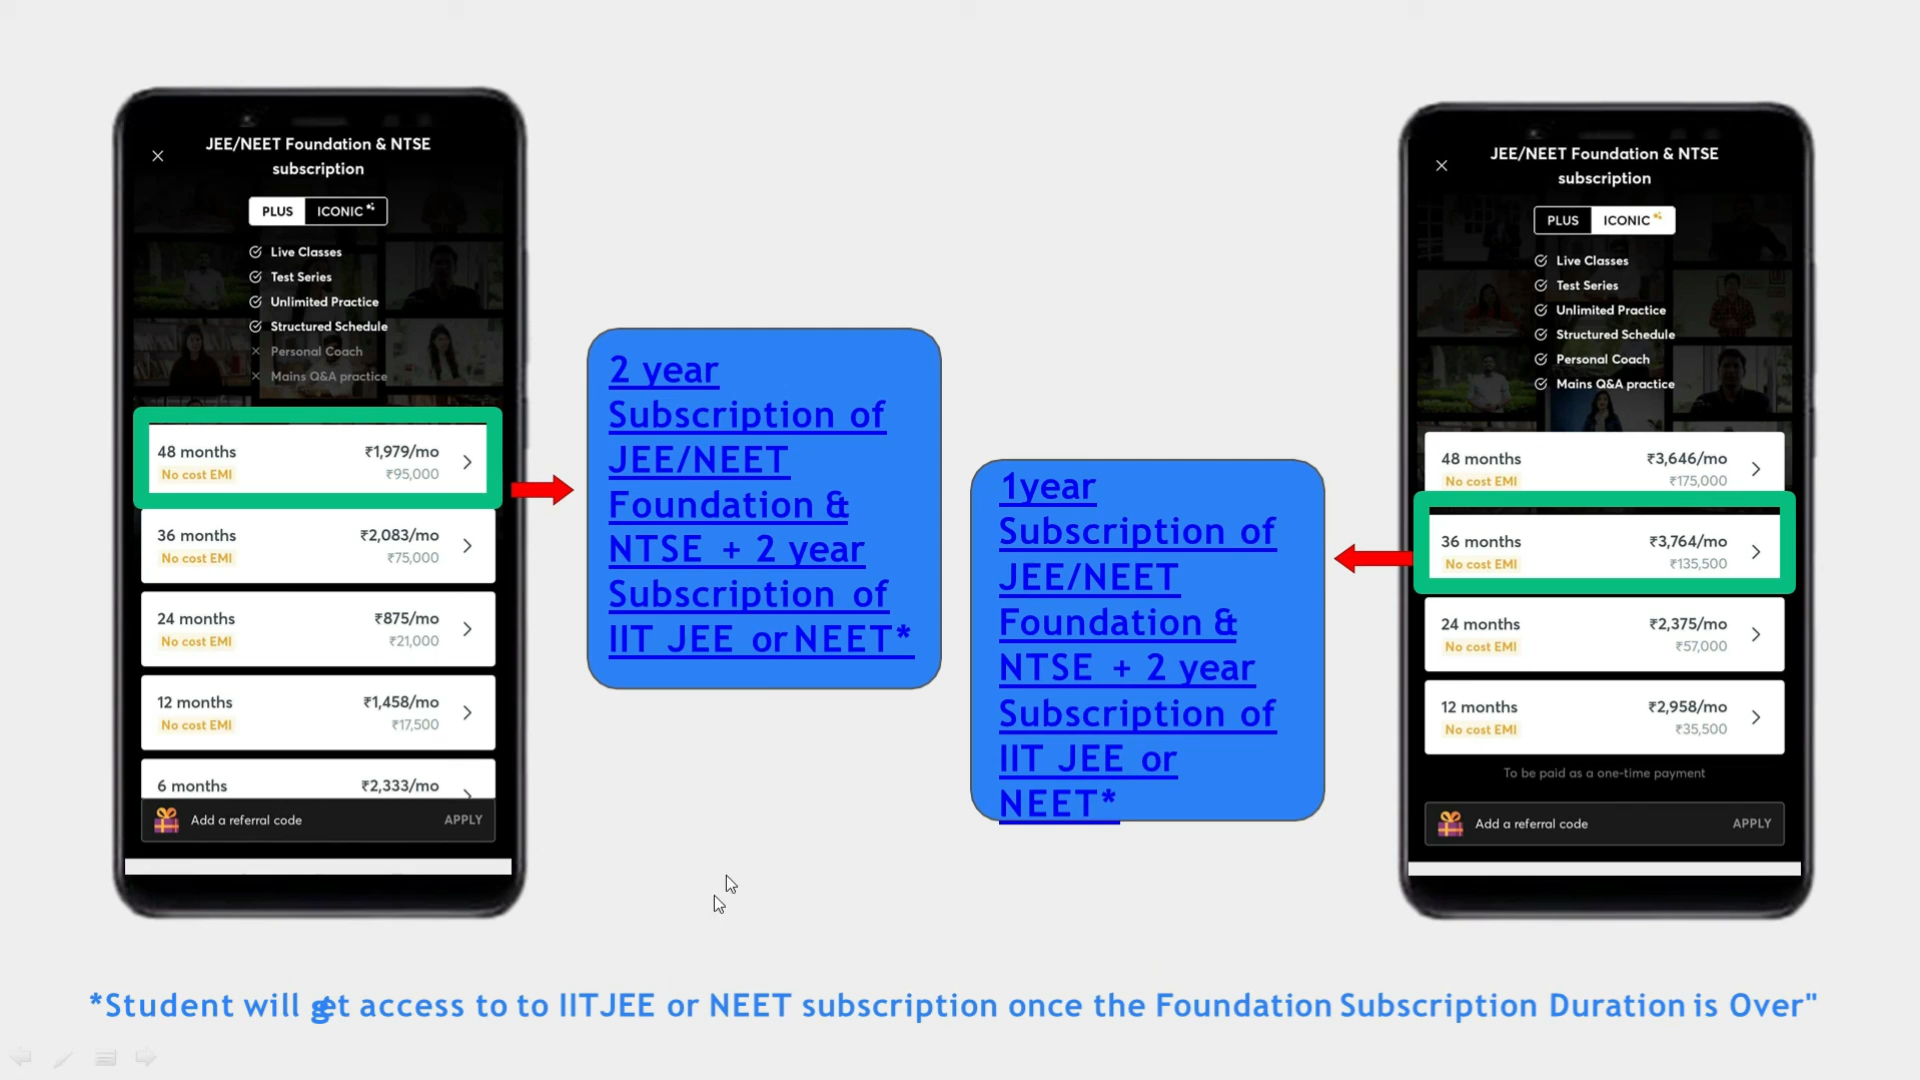 JEE/NEET Foundation & NTSE
subscription
PLUS ICONIC
Live Classes
Test Series
Unlimited Practice
Structured Schedule
Personal Coach
Mains Q&A practice
48 months ₹1,979/mo
No cost EMI ₹95,000
36 months ₹2,083/mo
No cost EMI ₹75,000
24 months ₹875/mo
No cost EMI ₹21,000
12 months ₹1,458/mo
No cost EMI ₹17,500
6 months ₹2,333/mo
Add a referral code APPLY
2 year
Subscription of
JEE/NEET
Foundation &
NTSE + 2 year
Subscription of
IIT JEE or NEET*
1year
Subscription of
JEE/NEET
Foundation &
NTSE + 2 year
Subscription of
IIT JEE or
NEET*
JEE/NEET Foundation & NTSE
subscription
PLUS ICONIC
Live Classes
Test Series
Unlimited Practice
Structured Schedule
Personal Coach
Mains Q&A practice
48 months ₹3,646/mo
No cost EMI ₹175,000
36 months ₹3,764/mo
No cost EMI ₹135,500
24 months ₹2,375/mo
No cost EMI ₹57,000
12 months ₹2,958/mo
No cost EMI ₹35,500
To be paid as a one-time payment
Add a referral code APPLY
*Student will get access to to IITJEE or NEET subscription once the Foundation Subscription Duration is Over"